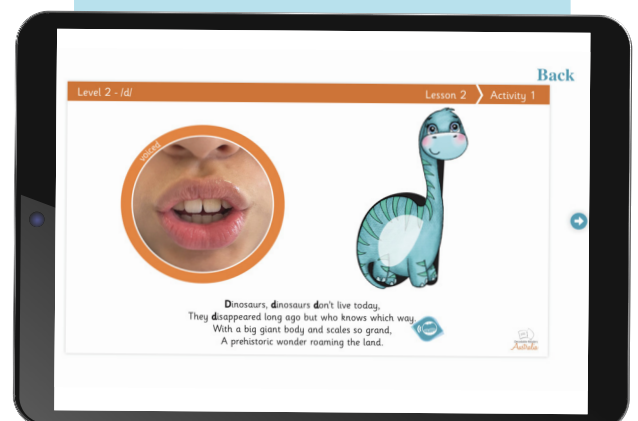 Back
Level 2 - /d/
Lesson 2
Activity 1
voiced
Dinosaurs, dinosaurs don't live today,
They disappeared long ago but who knows which way.
With a big giant body and scales so grand,
A prehistoric wonder roaming the land.
Australia